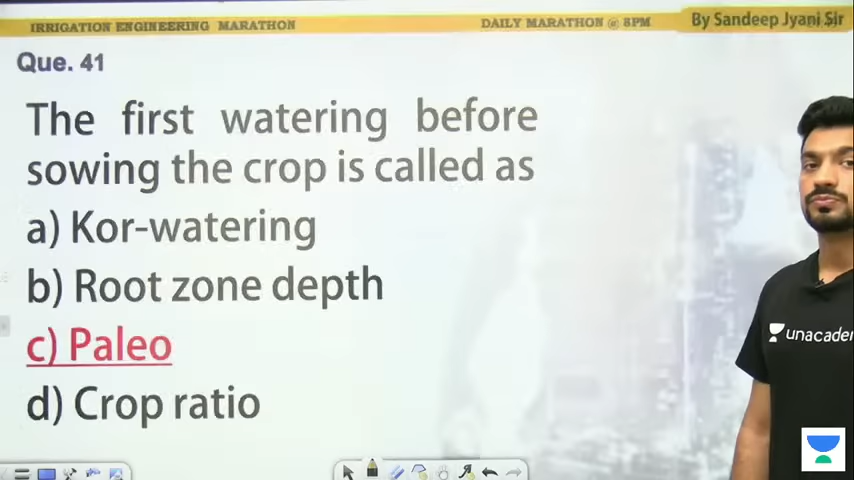 IRRIGATION ENGINEERING MARATHON
DAILY MARATHON @ 8PM
By Sandeep Jyani Sir
Que. 41
The first watering before
sowing the crop is called as
a) Kor-watering
b) Root zone depth
c) Paleo
d) Crop ratio
unacadem